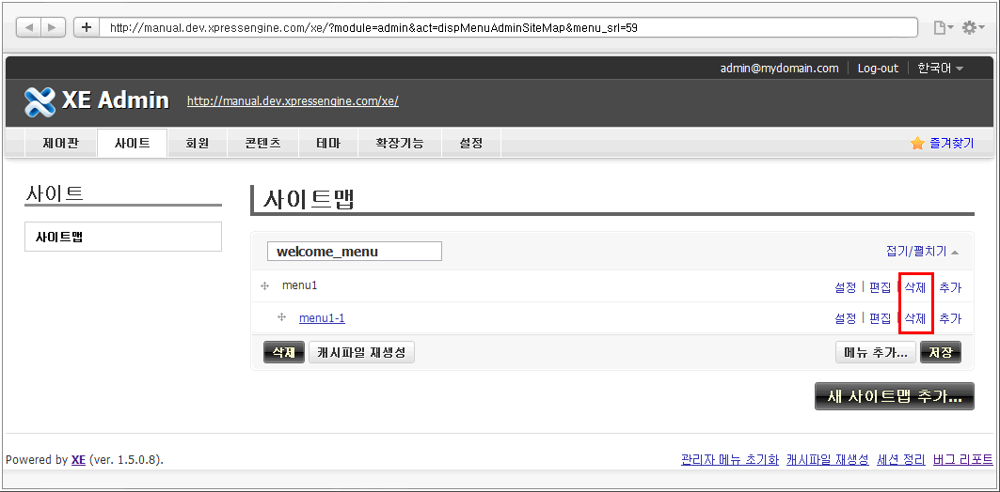 http://manual.dev.xpressengine.com/xe/?module=admin&act=dispMenuAdminSiteMap&menu_srl=59
admin@mydomain.com | Log-out | 한국어
XE Admin http://manual.dev.xpressengine.com/xe/
제어판 사이트 회원 콘텐츠 테마 확장기능 설정 즐겨찾기
사이트
사이트맵
사이트맵
welcome_menu 접기/펼치기
menu1 설정 | 편집 | 삭제 추가
menu1-1 설정 | 편집 | 삭제 추가
삭제 캐시파일 재생성 메뉴 추가... 저장
새 사이트맵 추가...
Powered by XE (ver. 1.5.0.8). 관리자 메뉴 초기화 캐시파일 재생성 세션 정리 버그 리포트